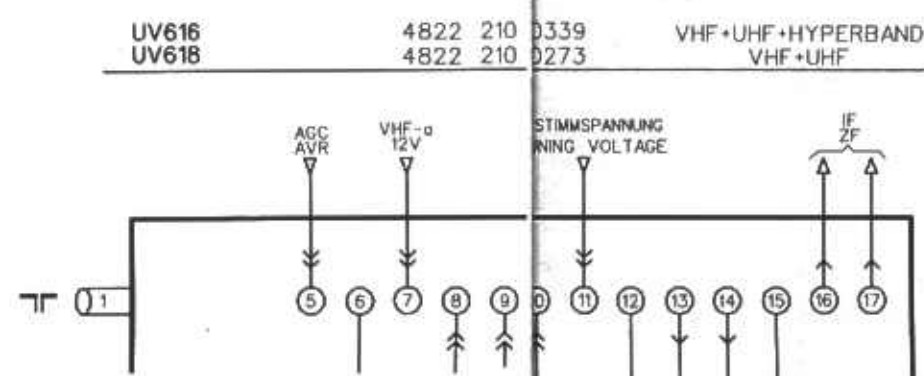 UV616 4822 210 0339 VHF+UHF+HYPERBAND
UV618 4822 210 0273 VHF+UHF
AGC
AVR
VHF-a
12V
STIMMSPANNUNG
NING VOLTAGE
IF
ZF
1 5 6 7 8 9 0 11 12 13 14 15 16 17